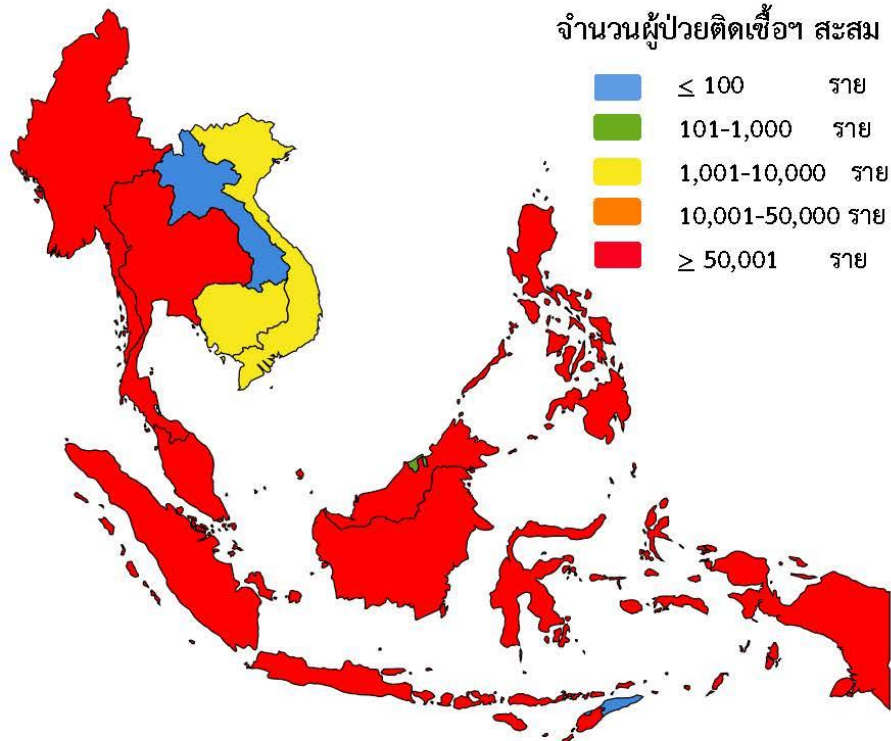 จำนวนผู้ป่วยติดเชื้อฯ สะสม
≤ 100 ราย
101-1,000 ราย
1,001-10,000 ราย
10,001-50,000 ราย
≥ 50,001 ราย